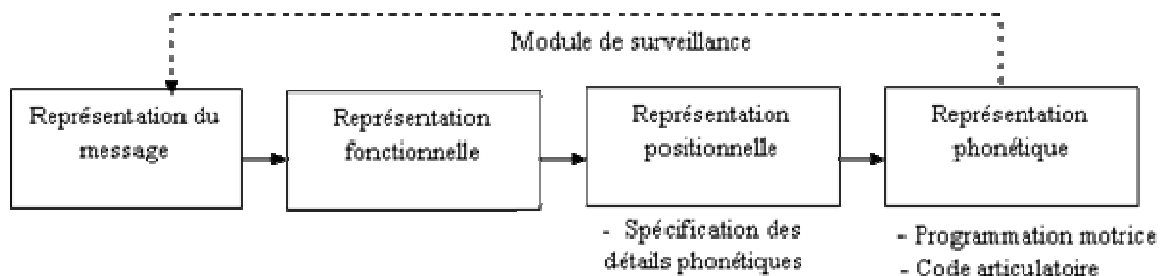 Module de surveillance
Représentation du
message
Représentation
fonctionnelle
Représentation
positionnelle
Représentation
phonétique
- Spécification des
détails phonétiques
- Programmation motrice
- Code articulatoire